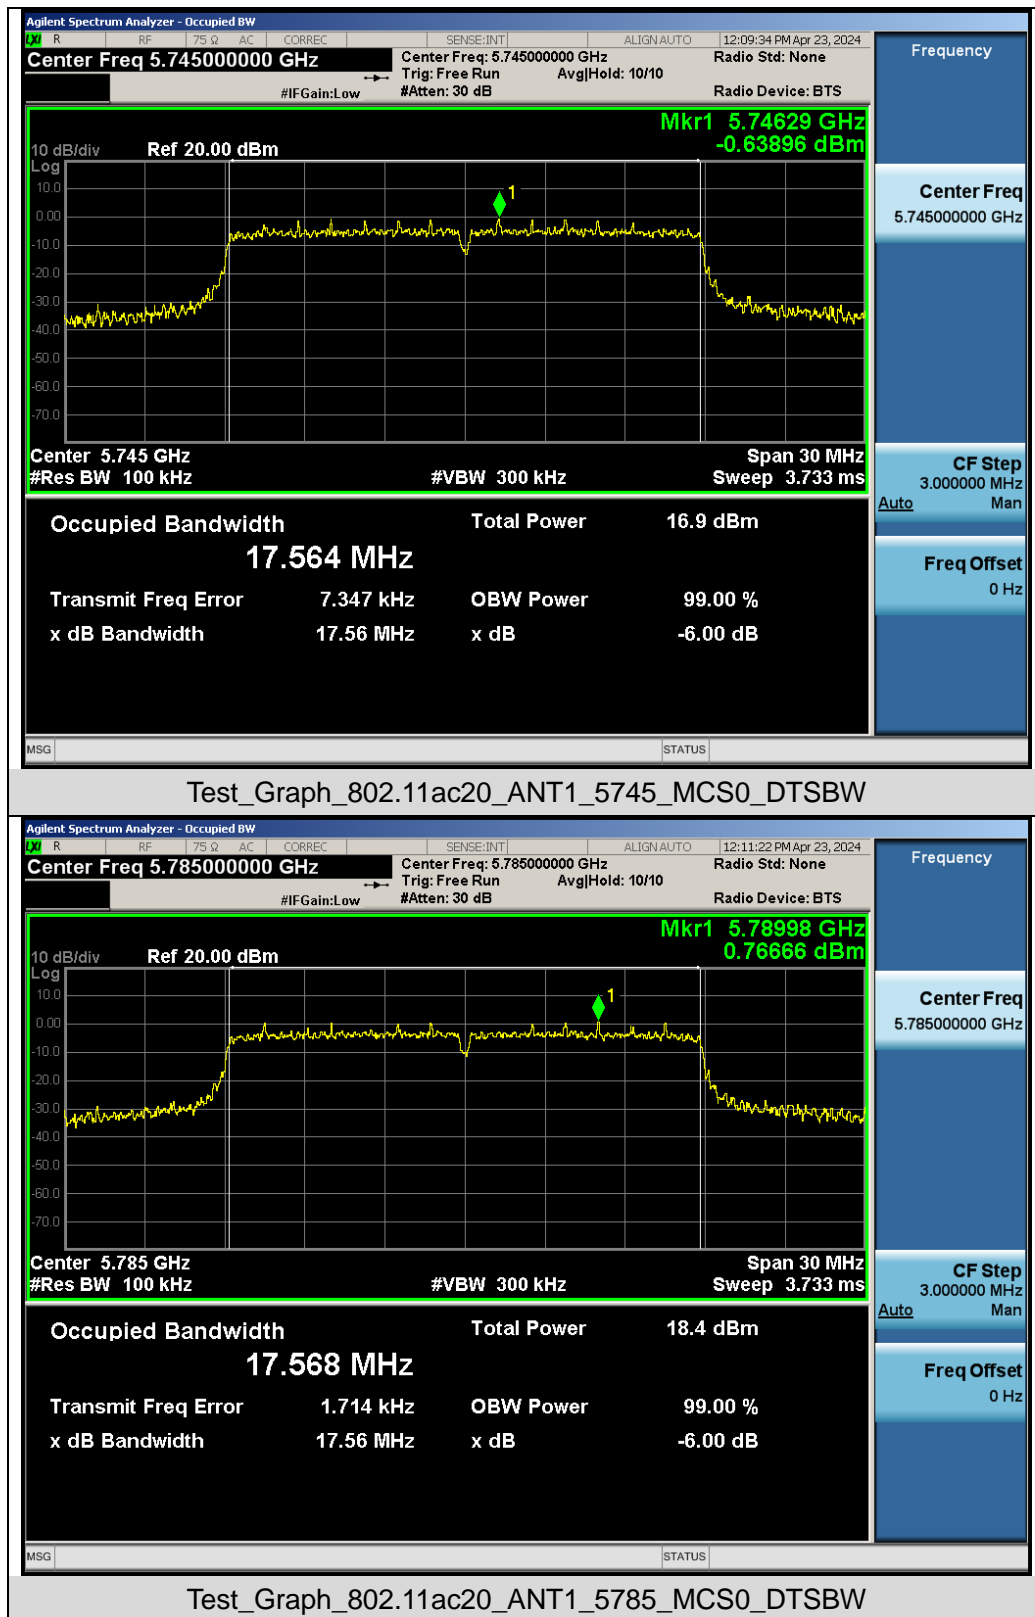 Agilent Spectrum Analyzer - Occupied BW
LXI R RF 75 Ω AC CORREC SENSE:INT ALIGN AUTO 12:09:34 PM Apr 23, 2024
Center Freq 5.745000000 GHz Center Freq: 5.745000000 GHz Radio Std: None Frequency
Trig: Free Run Avg|Hold: 10/10
#IFGain:Low #Atten: 30 dB Radio Device: BTS
Mkr1 5.74629 GHz
10 dB/div Ref 20.00 dBm -0.63896 dBm
Log
10.0
0.00
-10.0
-20.0
-30.0
-40.0
-50.0
-60.0
-70.0
1
Center Freq
5.745000000 GHz
Center 5.745 GHz Span 30 MHz
#Res BW 100 kHz #VBW 300 kHz Sweep 3.733 ms
CF Step
3.000000 MHz
Auto Man
Occupied Bandwidth Total Power 16.9 dBm
17.564 MHz
Transmit Freq Error 7.347 kHz OBW Power 99.00 %
x dB Bandwidth 17.56 MHz x dB -6.00 dB
Freq Offset
0 Hz
MSG STATUS
Test_Graph_802.11ac20_ANT1_5745_MCS0_DTSBW
Agilent Spectrum Analyzer - Occupied BW
LXI R RF 75 Ω AC CORREC SENSE:INT ALIGN AUTO 12:11:22 PM Apr 23, 2024
Center Freq 5.785000000 GHz Center Freq: 5.785000000 GHz Radio Std: None Frequency
Trig: Free Run Avg|Hold: 10/10
#IFGain:Low #Atten: 30 dB Radio Device: BTS
Mkr1 5.78998 GHz
10 dB/div Ref 20.00 dBm 0.76666 dBm
Log
10.0
0.00
-10.0
-20.0
-30.0
-40.0
-50.0
-60.0
-70.0
1
Center Freq
5.785000000 GHz
Center 5.785 GHz Span 30 MHz
#Res BW 100 kHz #VBW 300 kHz Sweep 3.733 ms
CF Step
3.000000 MHz
Auto Man
Occupied Bandwidth Total Power 18.4 dBm
17.568 MHz
Transmit Freq Error 1.714 kHz OBW Power 99.00 %
x dB Bandwidth 17.56 MHz x dB -6.00 dB
Freq Offset
0 Hz
MSG STATUS
Test_Graph_802.11ac20_ANT1_5785_MCS0_DTSBW